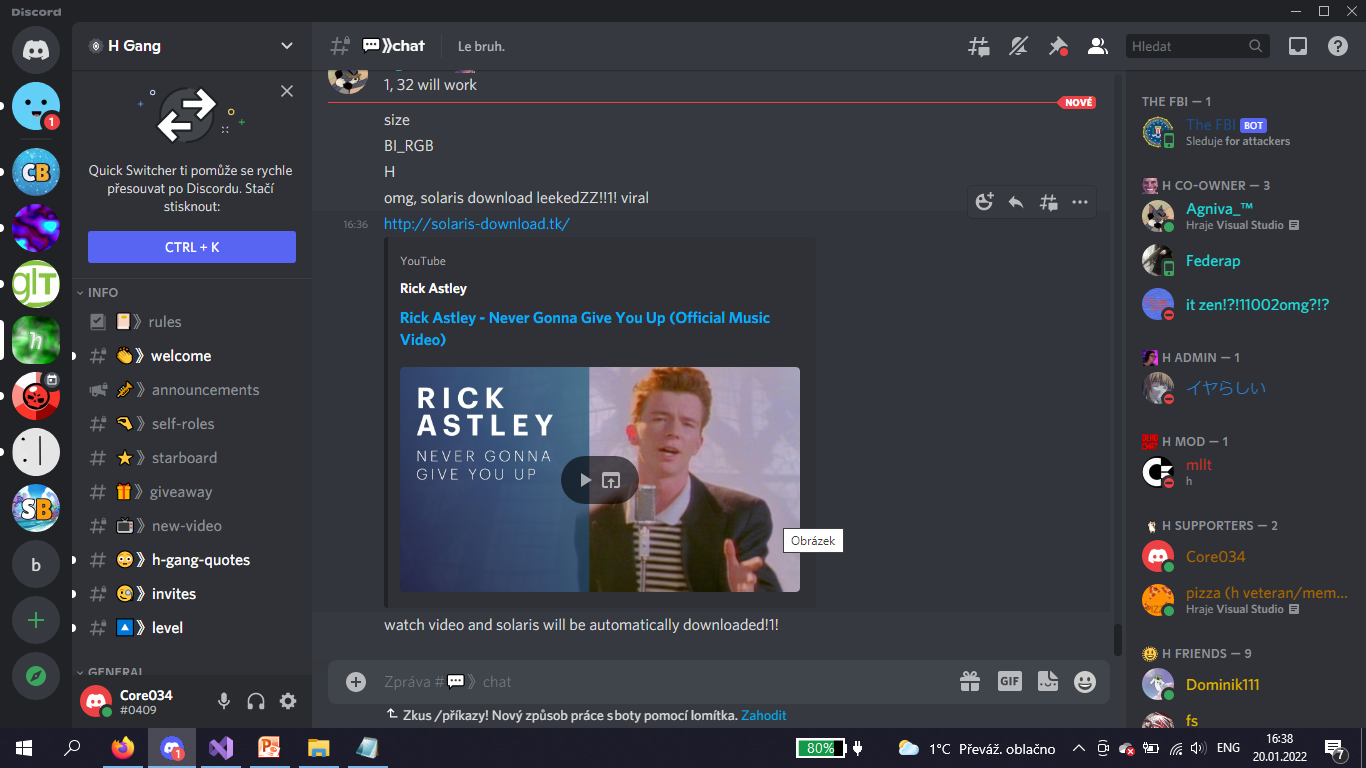 Discord
H Gang
chat
Le bruh.
Hledat
Quick Switcher ti pomůže se rychle
přesouvat po Discordu. Stačí
stisknout:
CTRL + K
INFO
rules
welcome
announcements
self-roles
starboard
giveaway
new-video
h-gang-quotes
invites
level
GENERAL
Core034
#0409
1
CB
glT
h
SB
b
1, 32 will work
NOVÉ
size
BI_RGB
H
omg, solaris download leekedZZ!!1! viral
16:36
http://solaris-download.tk/
YouTube
Rick Astley
Rick Astley - Never Gonna Give You Up (Official Music
Video)
RICK
ASTLEY
NEVER GONNA
GIVE YOU UP
Obrázek
watch video and solaris will be automatically downloaded!1!
Zpráva # 》 chat
GIF
Zkus /příkazy! Nový způsob práce s boty pomocí lomítka. Zahodit
THE FBI — 1
The FBI BOT
Sleduje for attackers
H CO-OWNER — 3
Agniva_™
Hraje Visual Studio
Federap
it zen!?!11002omg?!?
H ADMIN — 1
イヤらしい
H MOD — 1
mllt
h
H SUPPORTERS — 2
Core034
pizza (h veteran/mem...
Hraje Visual Studio
H FRIENDS — 9
Dominik111
fs
1
80%
1°C Převáž. oblačno
ENG
16:38
20.01.2022
7